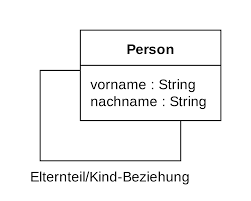 Person
vorname : String
nachname : String
Elternteil/Kind-Beziehung